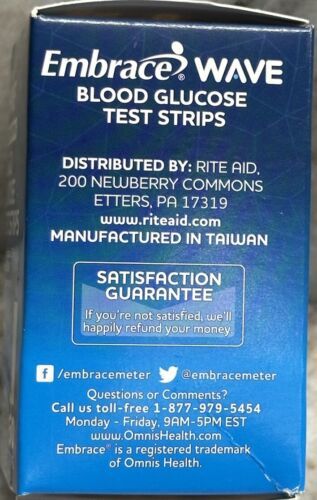 Embrace® WAVE
BLOOD GLUCOSE
TEST STRIPS
DISTRIBUTED BY: RITE AID,
200 NEWBERRY COMMONS
ETTERS, PA 17319
www.riteaid.com
MANUFACTURED IN TAIWAN
SATISFACTION
GUARANTEE
If you're not satisfied, we'll
happily refund your money.
f /embracemeter @embracemeter
Questions or Comments?
Call us toll-free 1-877-979-5454
Monday - Friday, 9AM-5PM EST
www.OmnisHealth.com
Embrace® is a registered trademark
of Omnis Health.